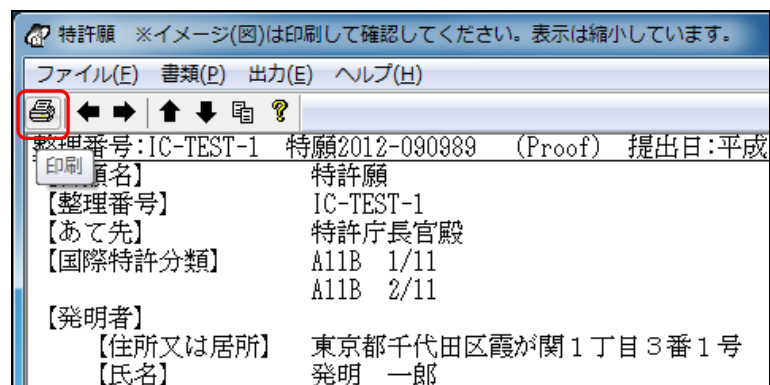 特許願 ※イメージ(図)は印刷して確認してください。表示は縮小しています。
ファイル(F) 書類(P) 出力(E) ヘルプ(H)
整理番号:IC-TEST-1 特願2012-090989 (Proof) 提出日:平成
印刷
願名】 特許願
【整理番号】 IC-TEST-1
【あて先】 特許庁長官殿
【国際特許分類】 A11B 1/11
A11B 2/11
【発明者】
【住所又は居所】 東京都千代田区霞が関1丁目3番1号
【氏名】 発明 一郎